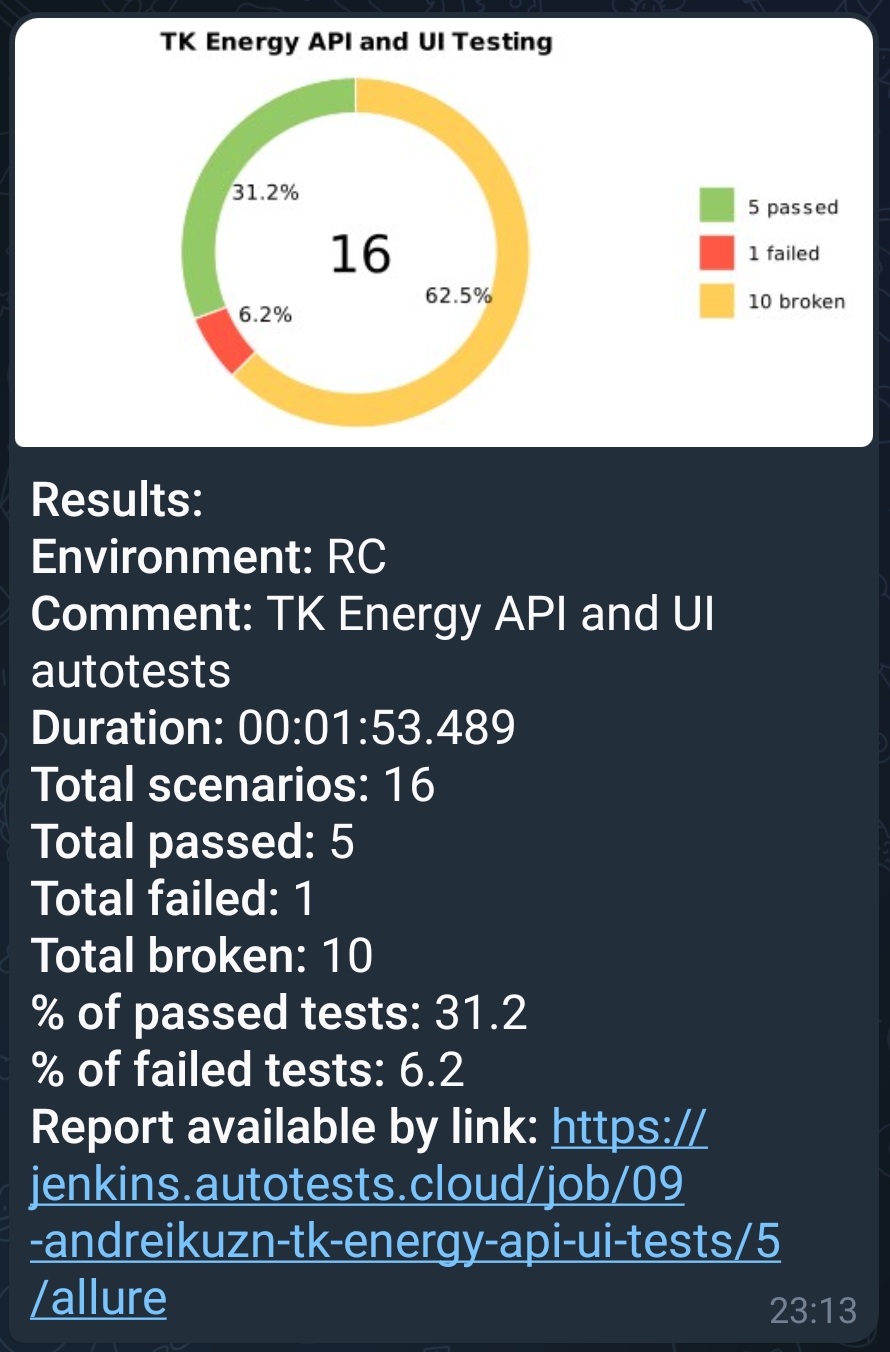 TK Energy API and UI Testing
31.2%
16
62.5%
6.2%
5 passed
1 failed
10 broken
Results:
Environment: RC
Comment: TK Energy API and UI
autotests
Duration: 00:01:53.489
Total scenarios: 16
Total passed: 5
Total failed: 1
Total broken: 10
% of passed tests: 31.2
% of failed tests: 6.2
Report available by link: https://
jenkins.autotests.cloud/job/09
-andreikuzn-tk-energy-api-ui-tests/5
/allure
23:13